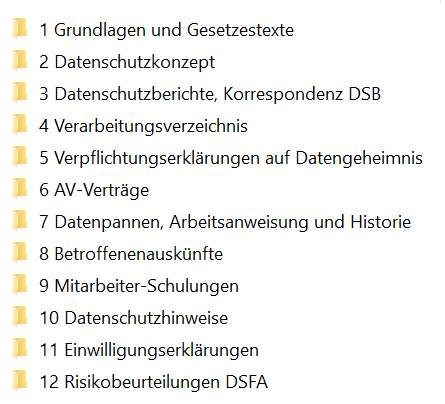 1 Grundlagen und Gesetzestexte
2 Datenschutzkonzept
3 Datenschutzberichte, Korrespondenz DSB
4 Verarbeitungsverzeichnis
5 Verpflichtungserklärungen auf Datengeheimnis
6 AV-Verträge
7 Datenpannen, Arbeitsanweisung und Historie
8 Betroffenenauskünfte
9 Mitarbeiter-Schulungen
10 Datenschutzhinweise
11 Einwilligungserklärungen
12 Risikobeurteilungen DSFA